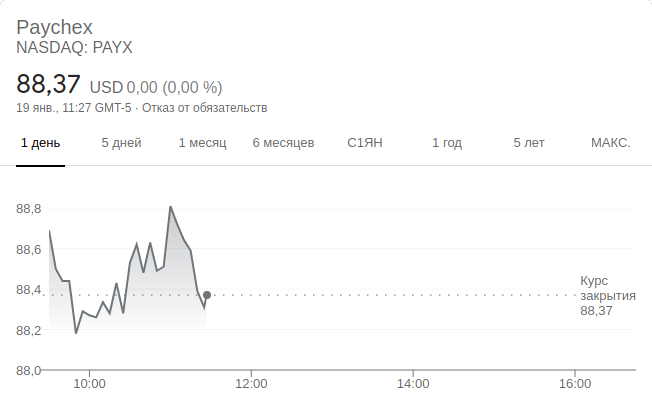 Paychex
NASDAQ: PAYX
88,37 USD 0,00 (0,00 %)
19 янв., 11:27 GMT-5 · Отказ от обязательств
1 день 5 дней 1 месяц 6 месяцев С1ЯН 1 год 5 лет МАКС.
88,8
88,6
88,4
88,2
88,0
Курс
закрытия
88,37
10:00 12:00 14:00 16:00